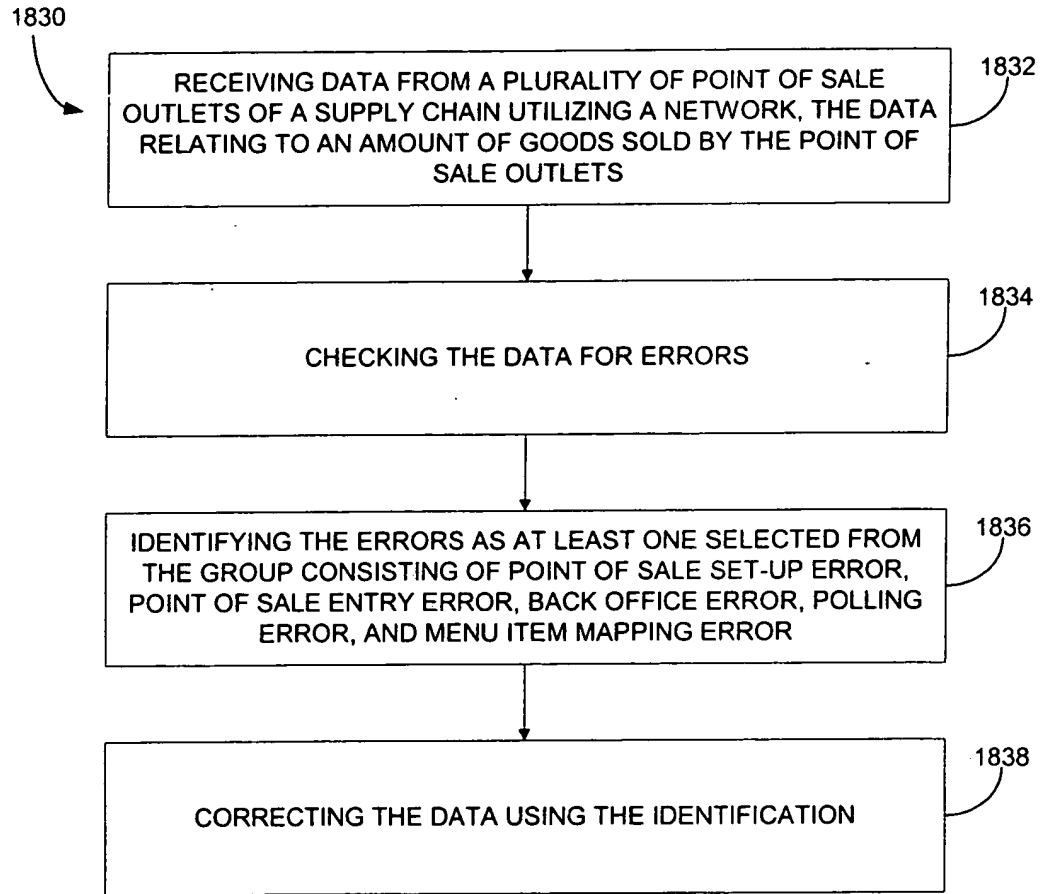 1830
RECEIVING DATA FROM A PLURALITY OF POINT OF SALE
OUTLETS OF A SUPPLY CHAIN UTILIZING A NETWORK, THE DATA
RELATING TO AN AMOUNT OF GOODS SOLD BY THE POINT OF
SALE OUTLETS
1832
CHECKING THE DATA FOR ERRORS
1834
IDENTIFYING THE ERRORS AS AT LEAST ONE SELECTED FROM
THE GROUP CONSISTING OF POINT OF SALE SET-UP ERROR,
POINT OF SALE ENTRY ERROR, BACK OFFICE ERROR, POLLING
ERROR, AND MENU ITEM MAPPING ERROR
1836
CORRECTING THE DATA USING THE IDENTIFICATION
1838